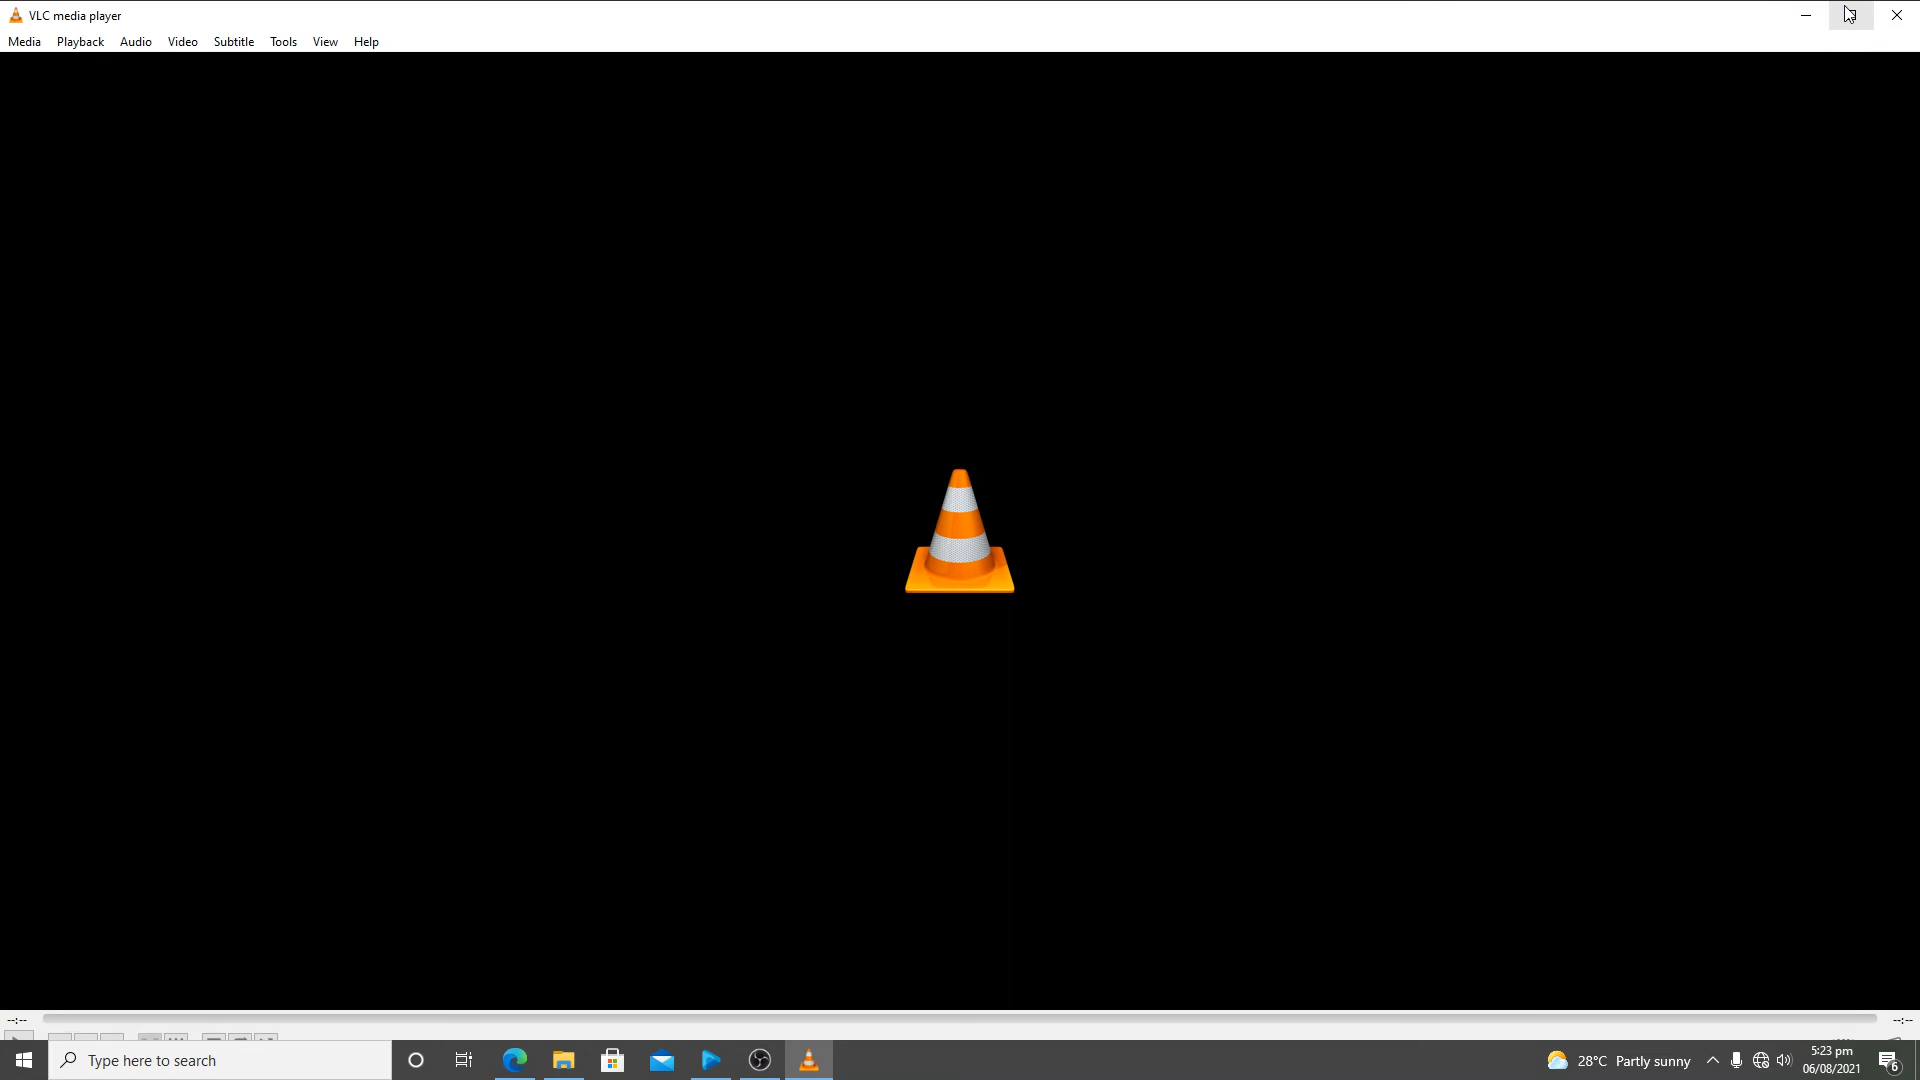 VLC media player
Media Playback Audio Video Subtitle Tools View Help
--:-- --:--
Type here to search
28°C Partly sunny
5:23 pm
06/08/2021
6